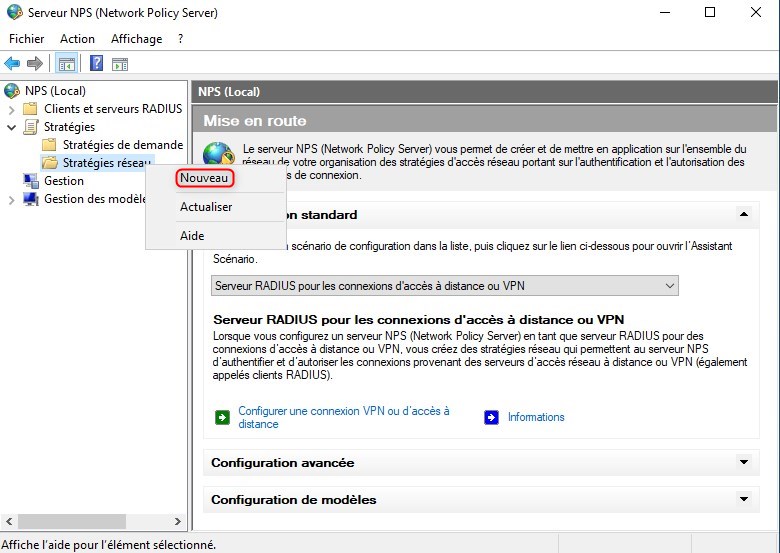 Serveur NPS (Network Policy Server)
Fichier Action Affichage ?
NPS (Local)
Clients et serveurs RADIUS
Stratégies
Stratégies de demande
Stratégies réseau
Gestion
Gestion des modèle
Nouveau
Actualiser
Aide
NPS (Local)
Mise en route
Le serveur NPS (Network Policy Server) vous permet de créer et de mettre en application sur l'ensemble du
réseau de votre organisation des stratégies d'accès réseau portant sur l'authentification et l'autorisation des
s de connexion.
on standard
n scénario de configuration dans la liste, puis cliquez sur le lien ci-dessous pour ouvrir l'Assistant
Scénario.
Serveur RADIUS pour les connexions d'accès à distance ou VPN
Serveur RADIUS pour les connexions d'accès à distance ou VPN
Lorsque vous configurez un serveur NPS (Network Policy Server) en tant que serveur RADIUS pour des
connexions d'accès à distance ou VPN, vous créez des stratégies réseau qui permettent au serveur NPS
d'authentifier et d'autoriser les connexions provenant des serveurs d'accès réseau à distance ou VPN (également
appelés clients RADIUS).
Configurer une connexion VPN ou d'accès à
distance
Informations
Configuration avancée
Configuration de modèles
Affiche l'aide pour l'élément sélectionné.